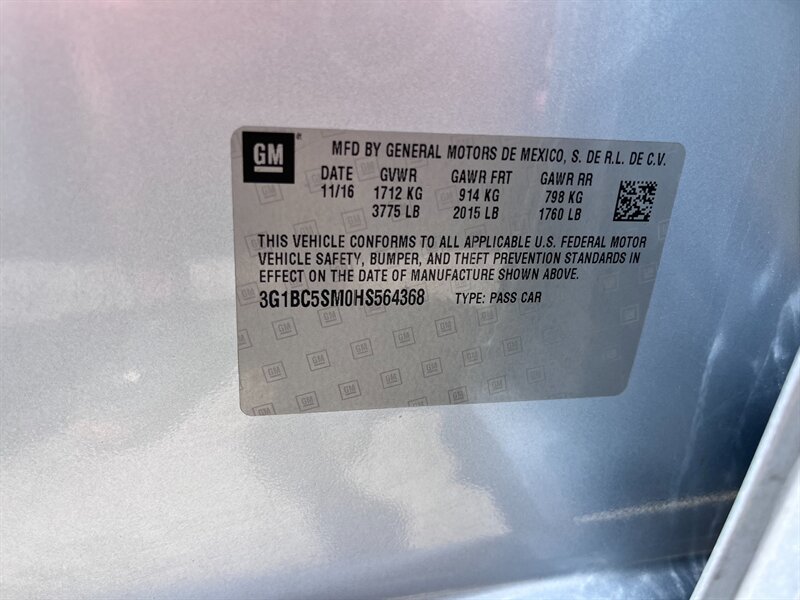 GM
MFD BY GENERAL MOTORS DE MEXICO, S. DE R.L. DE C.V.
DATE GVWR GAWR FRT GAWR RR
11/16 1712 KG 914 KG 798 KG
3775 LB 2015 LB 1760 LB
THIS VEHICLE CONFORMS TO ALL APPLICABLE U.S. FEDERAL MOTOR
VEHICLE SAFETY, BUMPER, AND THEFT PREVENTION STANDARDS IN
EFFECT ON THE DATE OF MANUFACTURE SHOWN ABOVE.
3G1BC5SM0HS564368 TYPE: PASS CAR